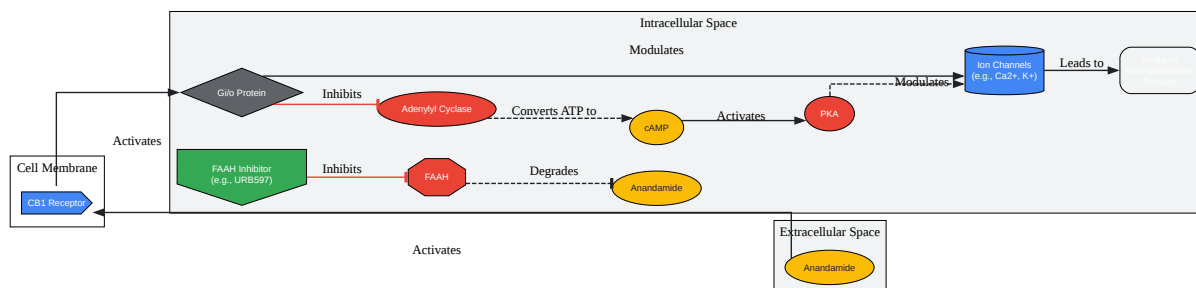 Intracellular Space
Modulates
Ion Channels
(e.g., Ca2+, K+)
Leads to
Modulates
Gi/o Protein
Inhibits
Adenylyl Cyclase
Converts ATP to
cAMP
Activates
PKA
Activates
Cell Membrane
CB1 Receptor
FAAH Inhibitor
(e.g., URB597)
Inhibits
FAAH
Degrades
Anandamide
Activates
Extracellular Space
Anandamide